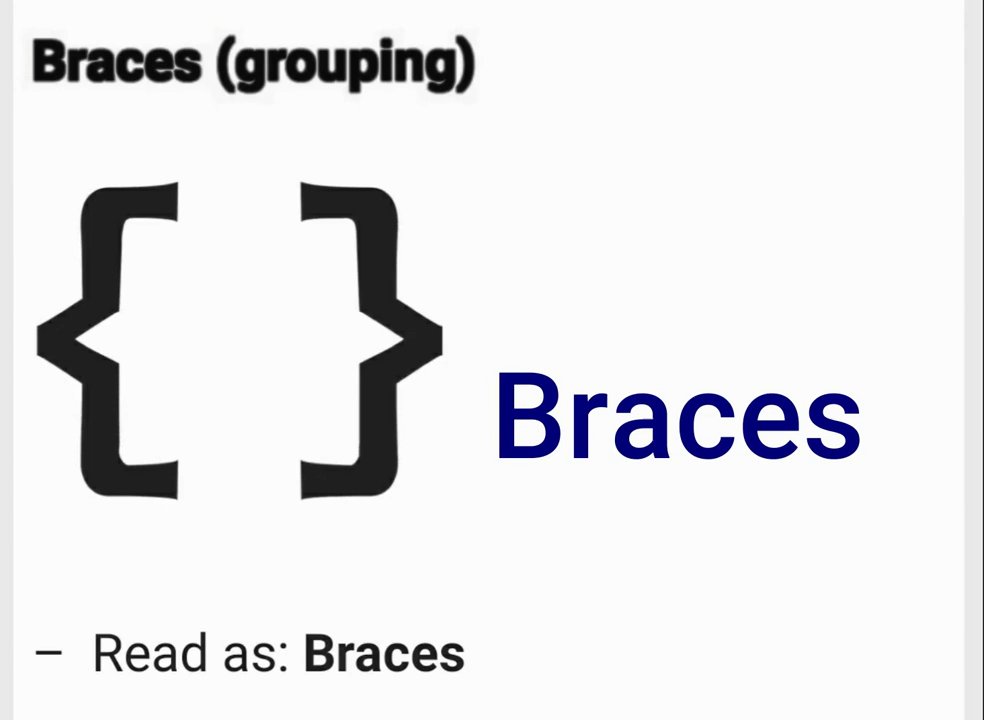 Braces (grouping)
{ }
Braces
– Read as: Braces